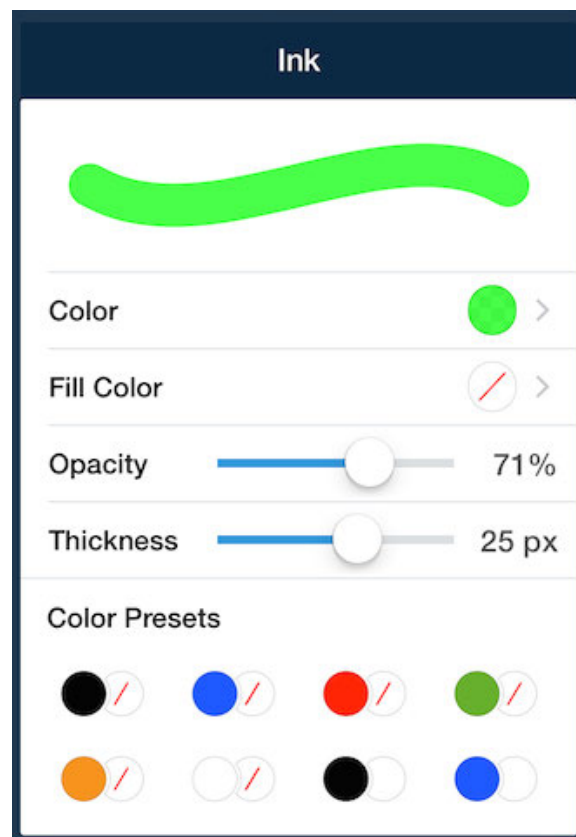 Ink
Color
Fill Color
Opacity 71%
Thickness 25 px
Color Presets